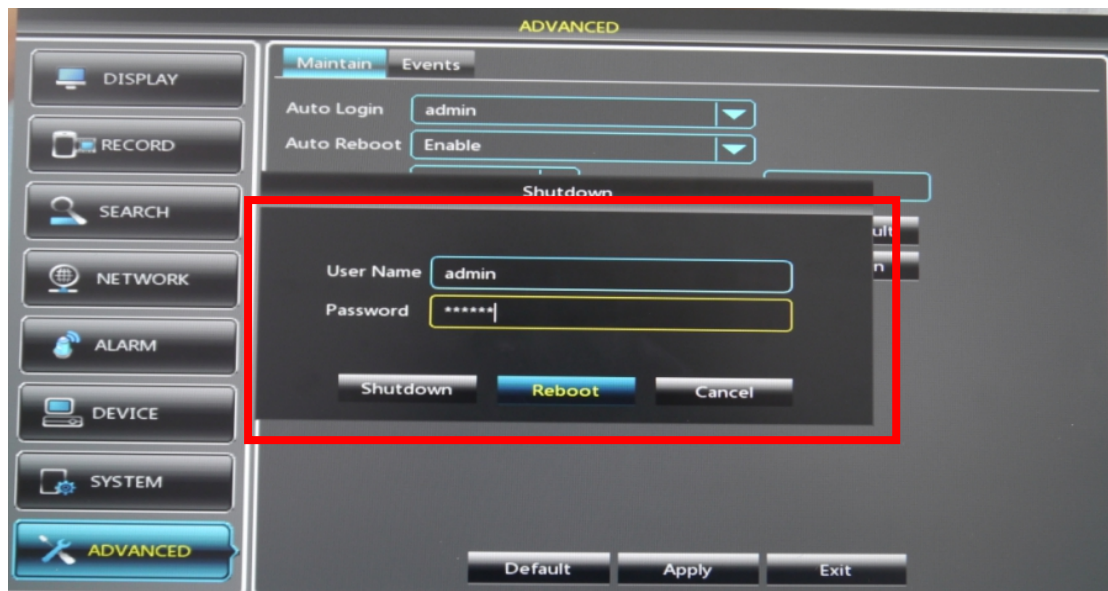 ADVANCED
DISPLAY
RECORD
SEARCH
NETWORK
ALARM
DEVICE
SYSTEM
ADVANCED
Maintain Events
Auto Login admin
Auto Reboot Enable
Shutdown
ult
n
User Name admin
Password ******
Shutdown Reboot Cancel
Default Apply Exit